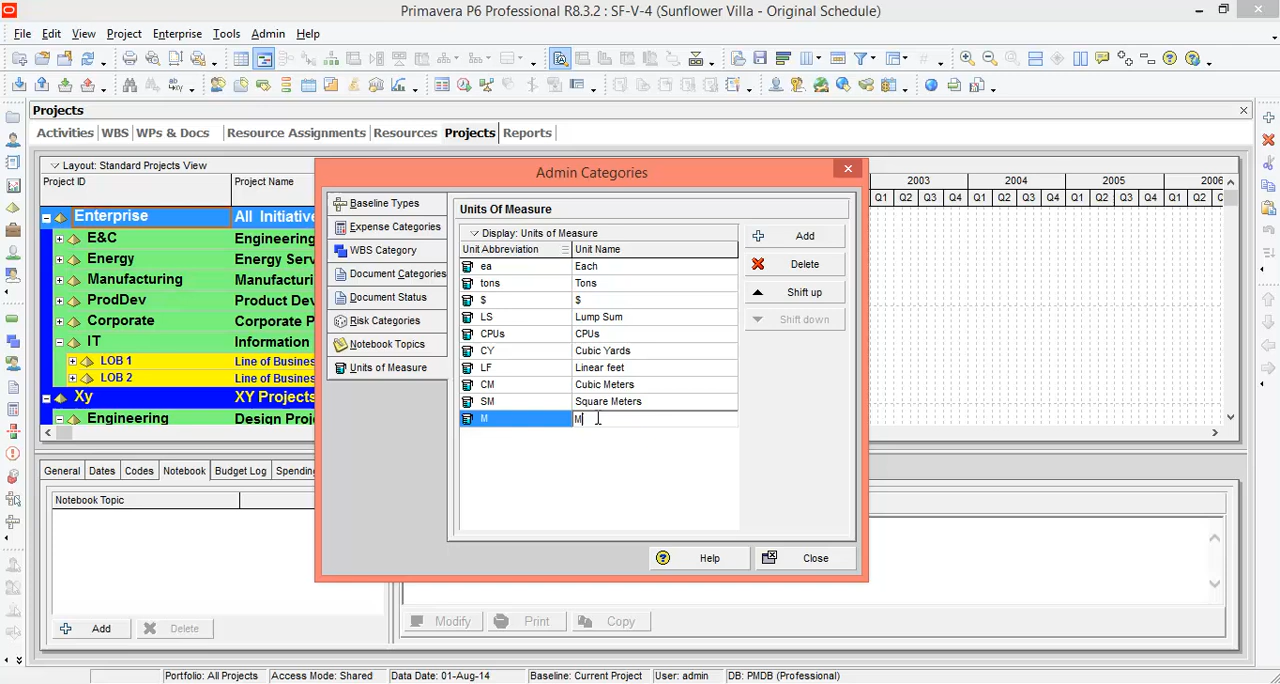 Primavera P6 Professional R8.3.2 : SF-V-4 (Sunflower Villa - Original Schedule)
File Edit View Project Enterprise Tools Admin Help
Projects
Activities WBS WPs & Docs Resource Assignments Resources Projects Reports
Layout: Standard Projects View
Project ID Project Name
2003 2004 2005 2006
Q1 Q2 Q3 Q4 Q1 Q2 Q3 Q4 Q1 Q2 Q3 Q4 Q1
Enterprise All Initiative
E&C Engineering
Energy Energy Serv
Manufacturing Manufacturi
ProdDev Product Dev
Corporate Corporate P
IT Information
LOB 1 Line of Busines
LOB 2 Line of Busines
Xy XY Projects
Engineering Design Proj
Admin Categories
Baseline Types
Expense Categories
WBS Category
Document Categories
Document Status
Risk Categories
Notebook Topics
Units of Measure
Units Of Measure
Display: Units of Measure
Unit Abbreviation Unit Name
ea Each
tons Tons
$ $
LS Lump Sum
CPUs CPUs
CY Cubic Yards
LF Linear feet
CM Cubic Meters
SM Square Meters
M M
Add
Delete
Shift up
Shift down
Help Close
General Dates Codes Notebook Budget Log Spending
Notebook Topic
Add Delete
Modify Print Copy
Portfolio: All Projects Access Mode: Shared Data Date: 01-Aug-14 Baseline: Current Project User: admin DB: PMDB (Professional)